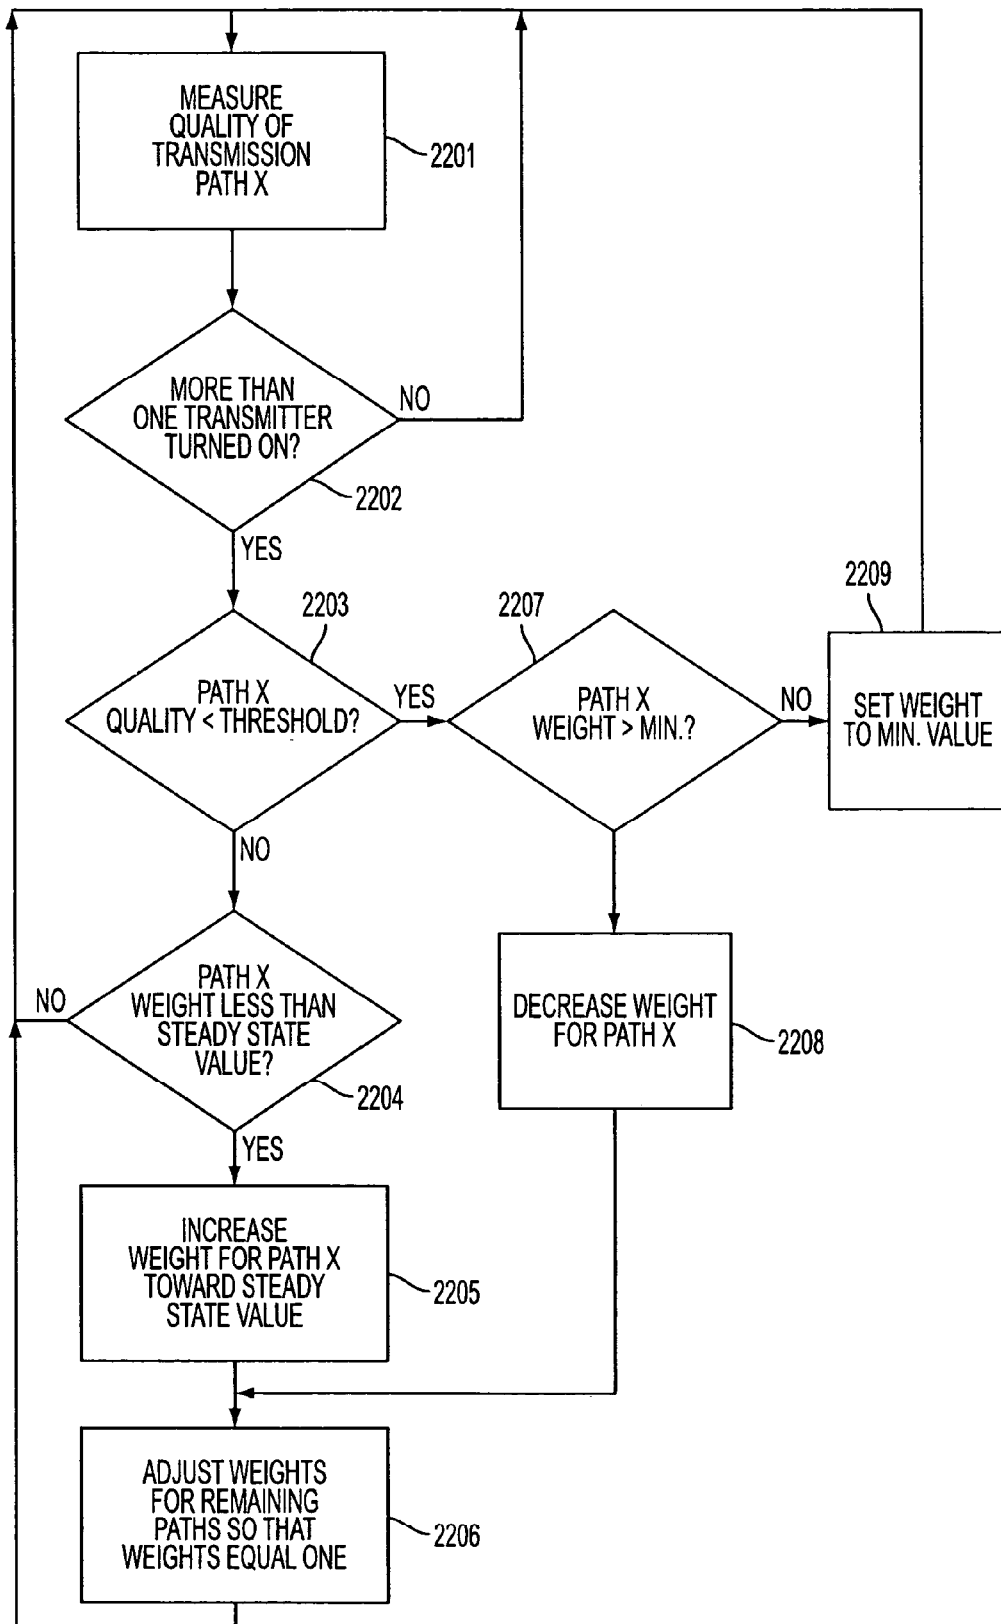 MEASURE
QUALITY OF
TRANSMISSION
PATH X
2201
MORE THAN
ONE TRANSMITTER
TURNED ON?
NO
2202
YES
2203
PATH X
QUALITY < THRESHOLD?
YES
2207
PATH X
WEIGHT > MIN.?
NO
2209
SET WEIGHT
TO MIN. VALUE
NO
PATH X
WEIGHT LESS THAN
STEADY STATE
VALUE?
NO
2204
DECREASE WEIGHT
FOR PATH X
2208
YES
INCREASE
WEIGHT FOR PATH X
TOWARD STEADY
STATE VALUE
2205
ADJUST WEIGHTS
FOR REMAINING
PATHS SO THAT
WEIGHTS EQUAL ONE
2206